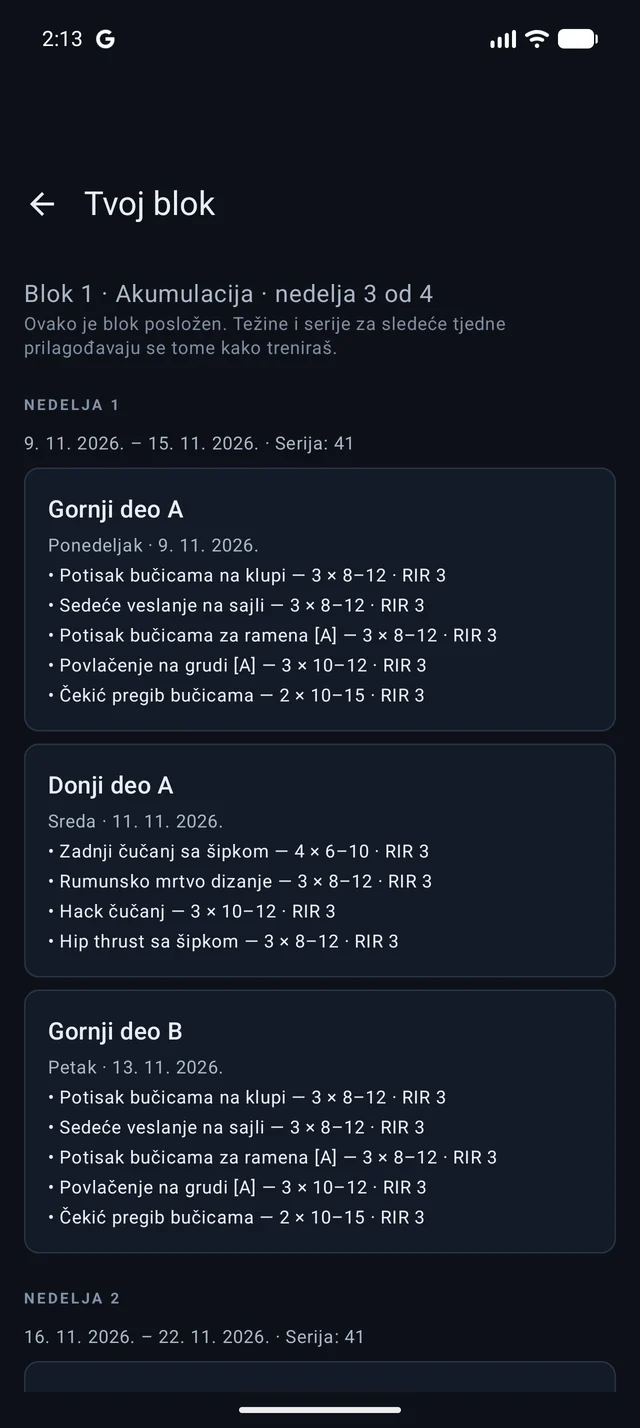 2:13 G
Tvoj blok
Blok 1 · Akumulacija · nedelja 3 od 4
Ovako je blok posložen. Težine i serije za sledeće tjedne
prilagođavaju se tome kako treniraš.
NEDELJA 1
9. 11. 2026. – 15. 11. 2026. · Serija: 41
Gornji deo A
Ponedeljak · 9. 11. 2026.
• Potisak bučicama na klupi — 3 × 8–12 · RIR 3
• Sedeće veslanje na sajli — 3 × 8–12 · RIR 3
• Potisak bučicama za ramena [A] — 3 × 8–12 · RIR 3
• Povlačenje na grudi [A] — 3 × 10–12 · RIR 3
• Čekić pregib bučicama — 2 × 10–15 · RIR 3
Donji deo A
Sreda · 11. 11. 2026.
• Zadnji čučanj sa šipkom — 4 × 6–10 · RIR 3
• Rumunsko mrtvo dizanje — 3 × 8–12 · RIR 3
• Hack čučanj — 3 × 10–12 · RIR 3
• Hip thrust sa šipkom — 3 × 8–12 · RIR 3
Gornji deo B
Petak · 13. 11. 2026.
• Potisak bučicama na klupi — 3 × 8–12 · RIR 3
• Sedeće veslanje na sajli — 3 × 8–12 · RIR 3
• Potisak bučicama za ramena [A] — 3 × 8–12 · RIR 3
• Povlačenje na grudi [A] — 3 × 10–12 · RIR 3
• Čekić pregib bučicama — 2 × 10–15 · RIR 3
NEDELJA 2
16. 11. 2026. – 22. 11. 2026. · Serija: 41